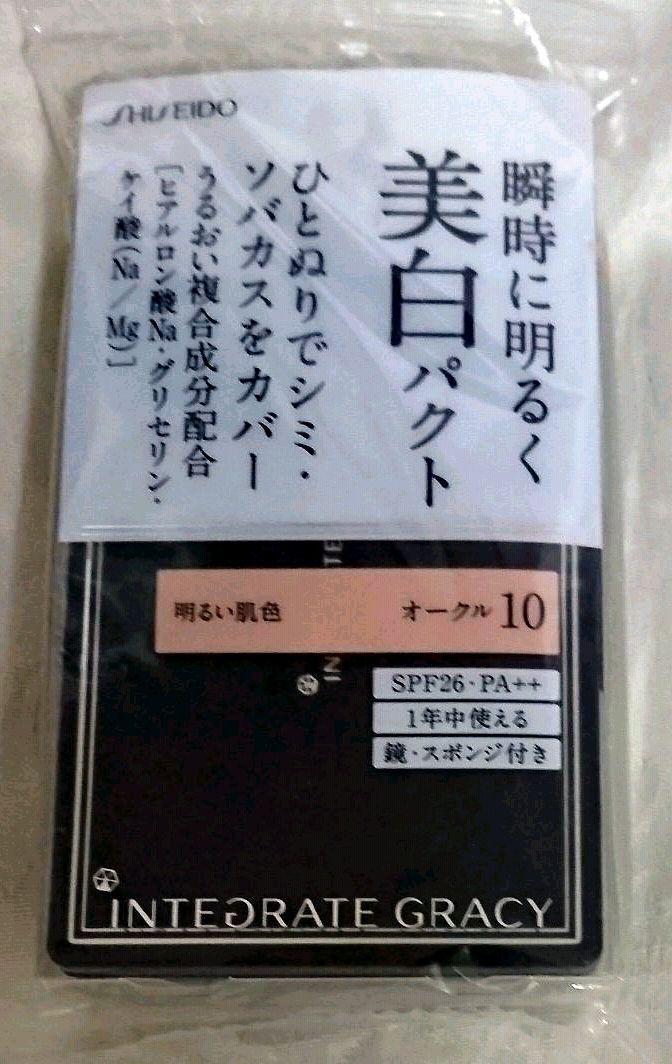 SHISEIDO
瞬時に明るく
美白パクト
ひとぬりでシミ・
ソバカスをカバー
うるおい複合成分配合
［ヒアルロン酸Na・グリセリン・
ケイ酸（Na／Mg）］
明るい肌色 オークル10
SPF26・PA++
1年中使える
鏡・スポンジ付き
INTEGRATE GRACY